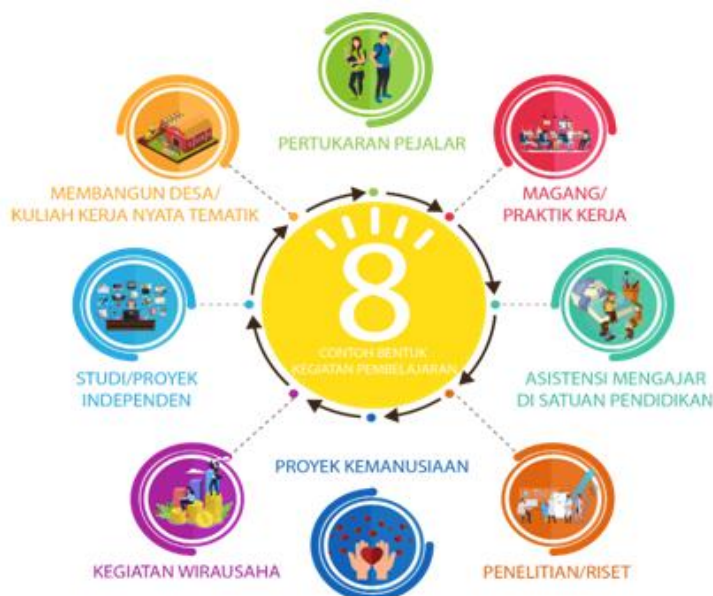 PERTUKARAN PEJALAR
MEMBANGUN DESA/
KULIAH KERJA NYATA TEMATIK
MAGANG/
PRAKTIK KERJA
8
CONTOH BENTUK
KEGIATAN PEMBELAJARAN
STUDI/PROYEK
INDEPENDEN
ASISTENSI MENGAJAR
DI SATUAN PENDIDIKAN
PROYEK KEMANUSIAAN
KEGIATAN WIRAUSAHA
PENELITIAN/RISET